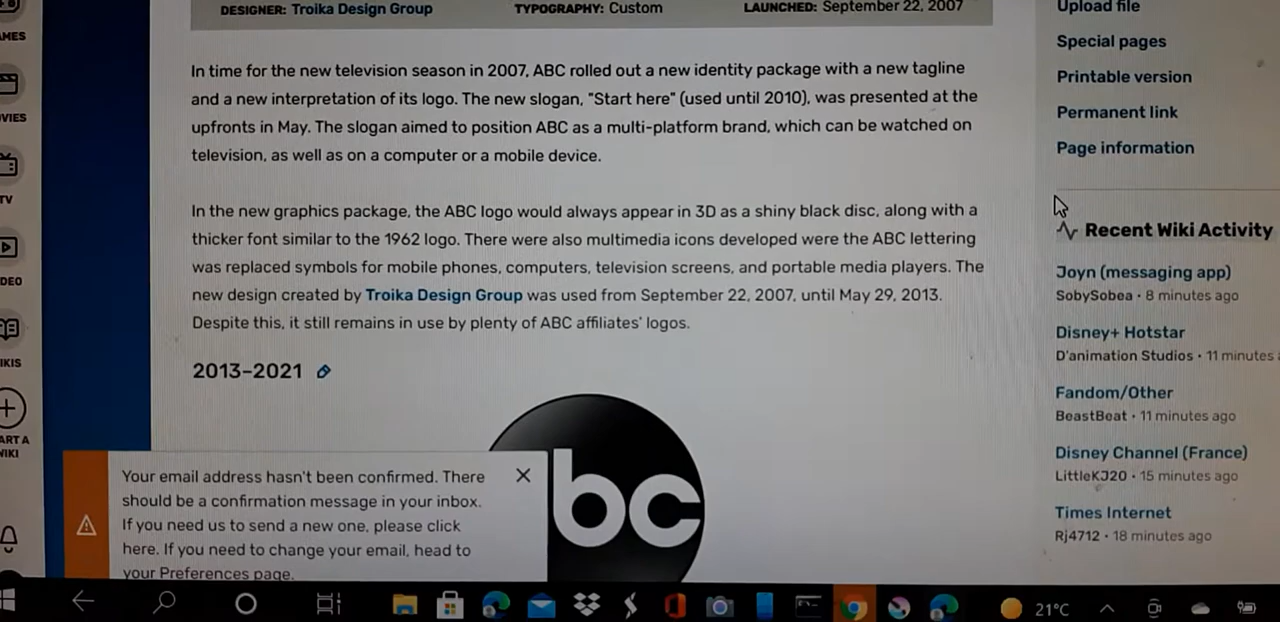 AMES
VIES
TV
DEO
IKIS
ART A
WIKI
DESIGNER: Troika Design Group TYPOGRAPHY: Custom LAUNCHED: September 22, 2007
In time for the new television season in 2007, ABC rolled out a new identity package with a new tagline
and a new interpretation of its logo. The new slogan, "Start here" (used until 2010), was presented at the
upfronts in May. The slogan aimed to position ABC as a multi-platform brand, which can be watched on
television, as well as on a computer or a mobile device.
In the new graphics package, the ABC logo would always appear in 3D as a shiny black disc, along with a
thicker font similar to the 1962 logo. There were also multimedia icons developed were the ABC lettering
was replaced symbols for mobile phones, computers, television screens, and portable media players. The
new design created by Troika Design Group was used from September 22, 2007, until May 29, 2013.
Despite this, it still remains in use by plenty of ABC affiliates' logos.
2013–2021
bc
Your email address hasn't been confirmed. There
should be a confirmation message in your inbox.
If you need us to send a new one, please click
here. If you need to change your email, head to
your Preferences page.
Upload file
Special pages
Printable version
Permanent link
Page information
Recent Wiki Activity
Joyn (messaging app)
SobySobea • 8 minutes ago
Disney+ Hotstar
D'animation Studios • 11 minutes a
Fandom/Other
BeastBeat • 11 minutes ago
Disney Channel (France)
LittleKJ20 • 15 minutes ago
Times Internet
Rj4712 • 18 minutes ago
21°C